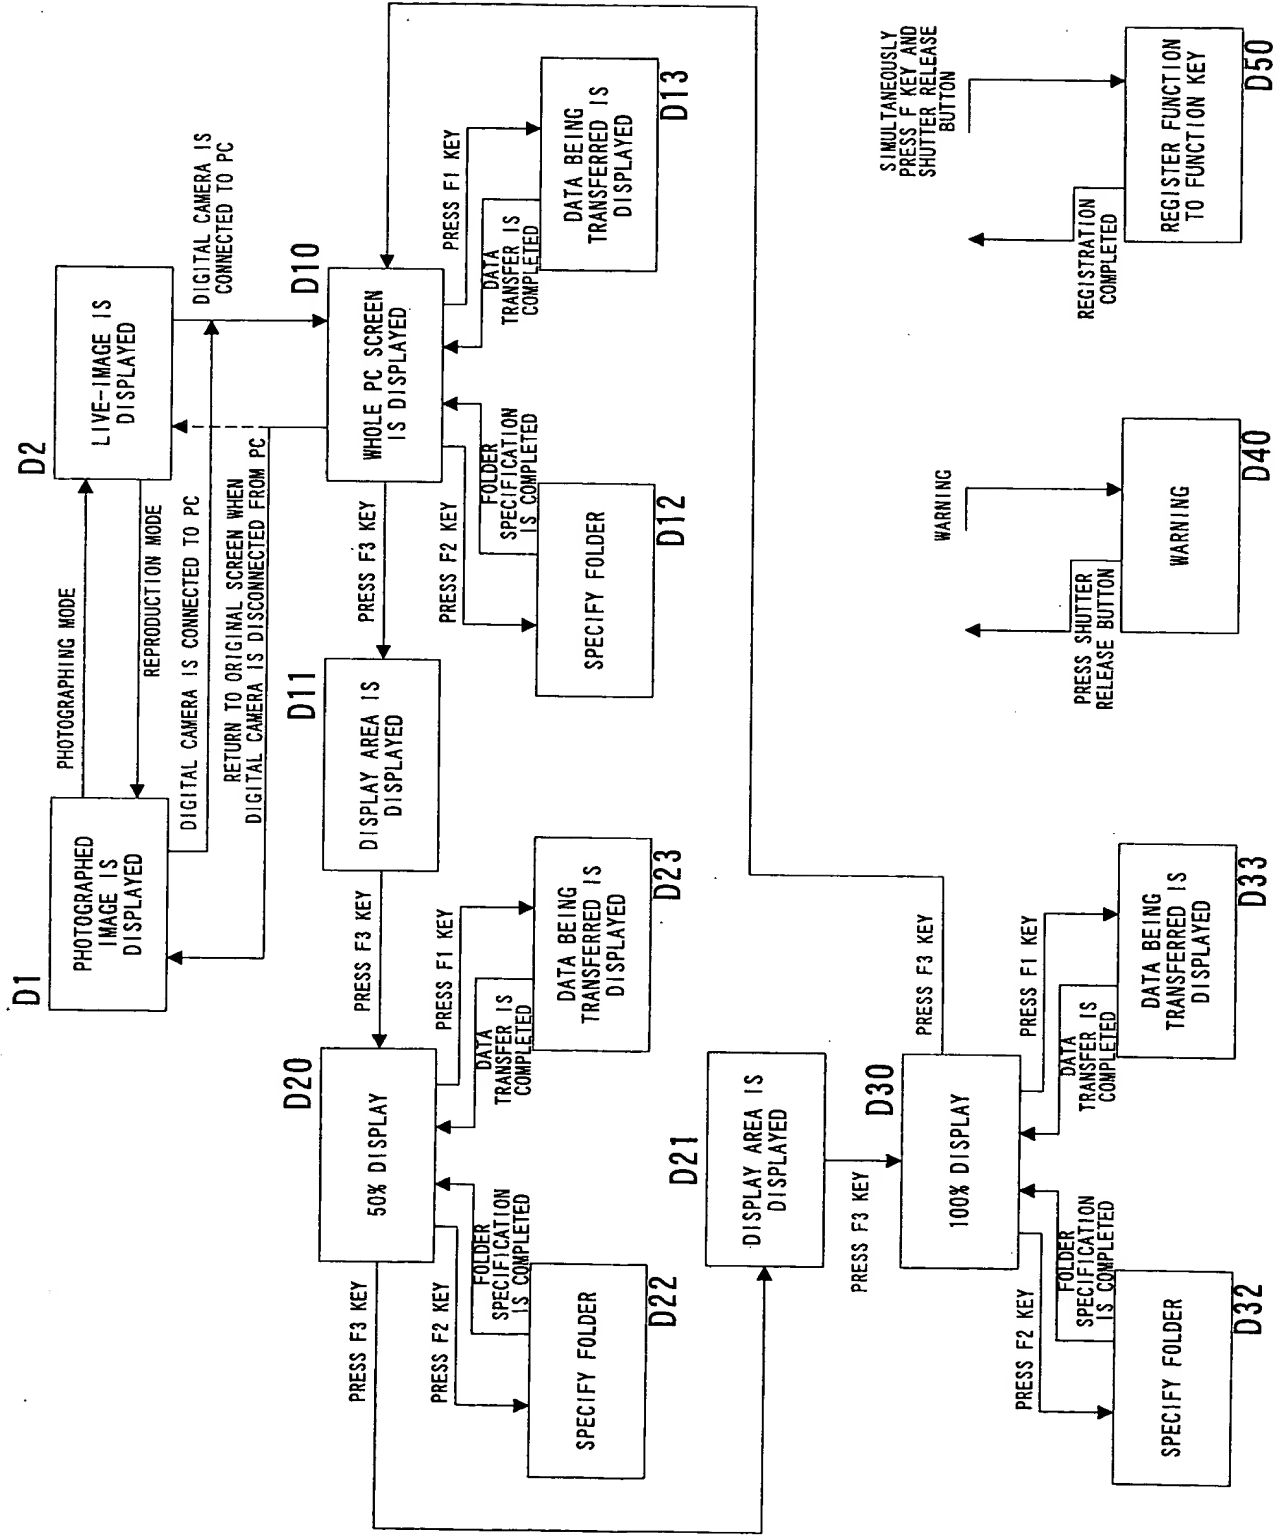 D1
PHOTOGRAPHED
IMAGE IS
DISPLAYED
PHOTOGRAPHING MODE
REPRODUCTION MODE
D2
LIVE-IMAGE IS
DISPLAYED
DIGITAL CAMERA IS CONNECTED TO PC
RETURN TO ORIGINAL SCREEN WHEN
DIGITAL CAMERA IS DISCONNECTED FROM PC
DIGITAL CAMERA IS
CONNECTED TO PC
D20
50% DISPLAY
PRESS F3 KEY
D11
DISPLAY AREA IS
DISPLAYED
PRESS F3 KEY
D10
WHOLE PC SCREEN
IS DISPLAYED
PRESS F3 KEY
PRESS F2 KEY
FOLDER
SPECIFICATION
IS COMPLETED
DATA
TRANSFER IS
COMPLETED
PRESS F1 KEY
PRESS F2 KEY
FOLDER
SPECIFICATION
IS COMPLETED
DATA
TRANSFER IS
COMPLETED
PRESS F1 KEY
SPECIFY FOLDER
D22
DATA BEING
TRANSFERRED IS
DISPLAYED
D23
SPECIFY FOLDER
D12
DATA BEING
TRANSFERRED IS
DISPLAYED
D13
D21
DISPLAY AREA IS
DISPLAYED
PRESS F3 KEY
D30
100% DISPLAY
PRESS F3 KEY
PRESS F2 KEY
FOLDER
SPECIFICATION
IS COMPLETED
DATA
TRANSFER IS
COMPLETED
PRESS F1 KEY
SPECIFY FOLDER
D32
DATA BEING
TRANSFERRED IS
DISPLAYED
D33
WARNING
PRESS SHUTTER
RELEASE BUTTON
WARNING
D40
SIMULTANEOUSLY
PRESS F KEY AND
SHUTTER RELEASE
BUTTON
REGISTRATION
COMPLETED
REGISTER FUNCTION
TO FUNCTION KEY
D50